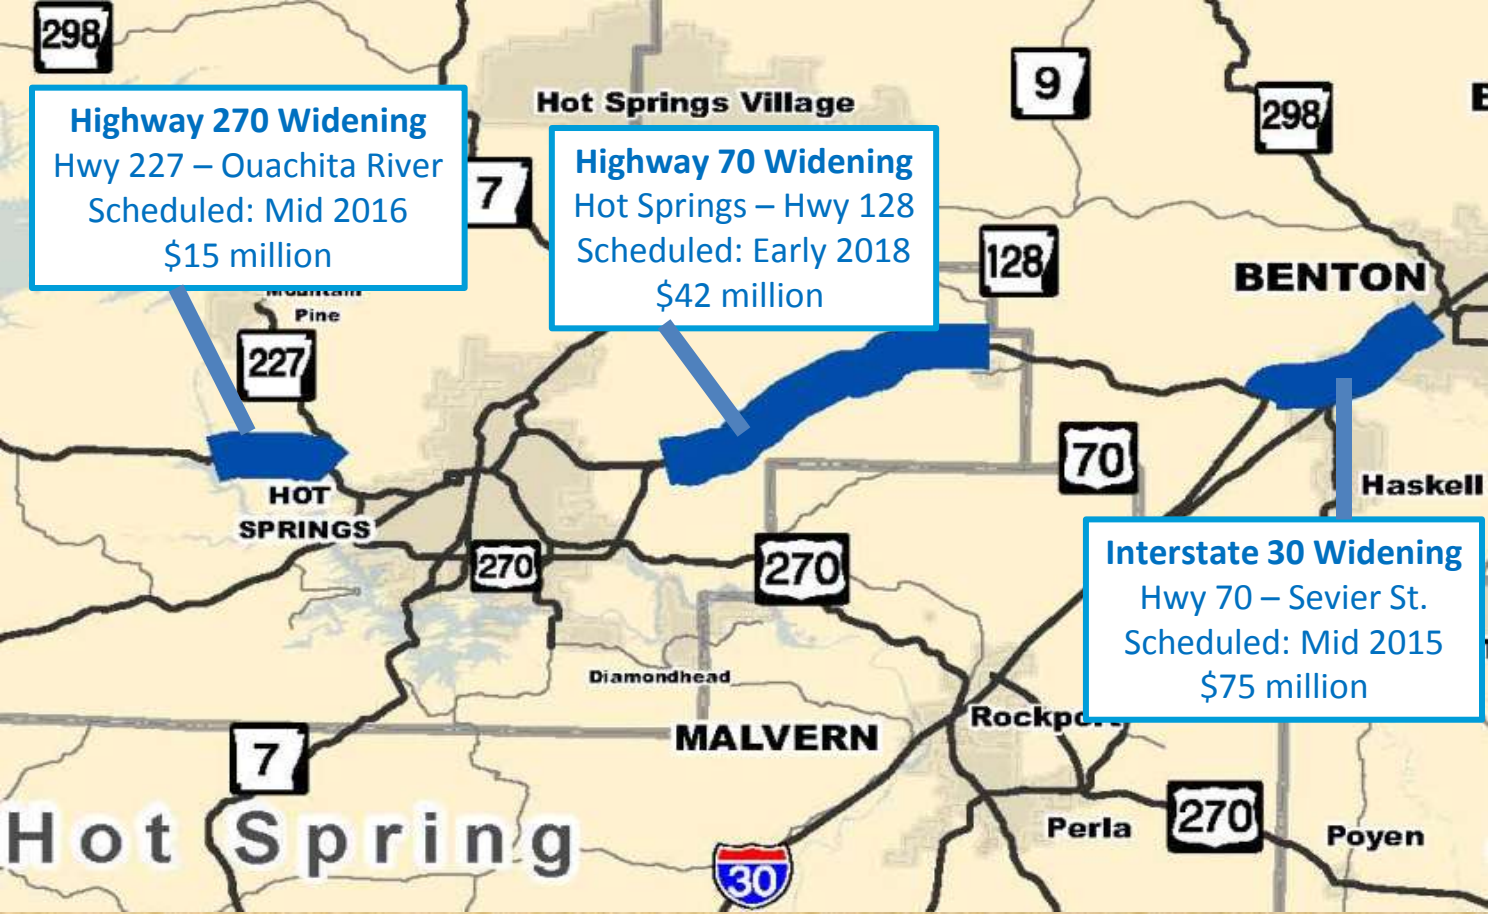 298
Highway 270 Widening
Hwy 227 – Ouachita River
Scheduled: Mid 2016
$15 million
Hot Springs Village
9
298
7
Highway 70 Widening
Hot Springs – Hwy 128
Scheduled: Early 2018
$42 million
128
BENTON
Mountain
Pine
227
HOT
SPRINGS
70
Haskell
270
270
Interstate 30 Widening
Hwy 70 – Sevier St.
Scheduled: Mid 2015
$75 million
Diamondhead
MALVERN
Rockport
7
Hot Spring
30
Perla
270
Poyen